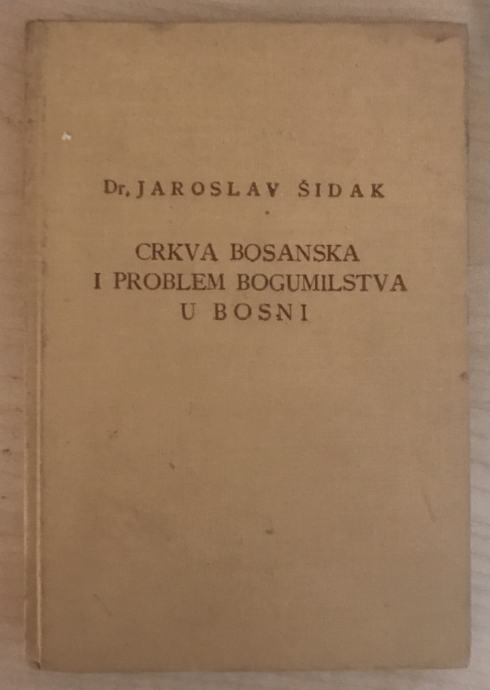 Dr. JAROSLAV ŠIDAK
CRKVA BOSANSKA
I PROBLEM BOGUMILSTVA
U BOSNI